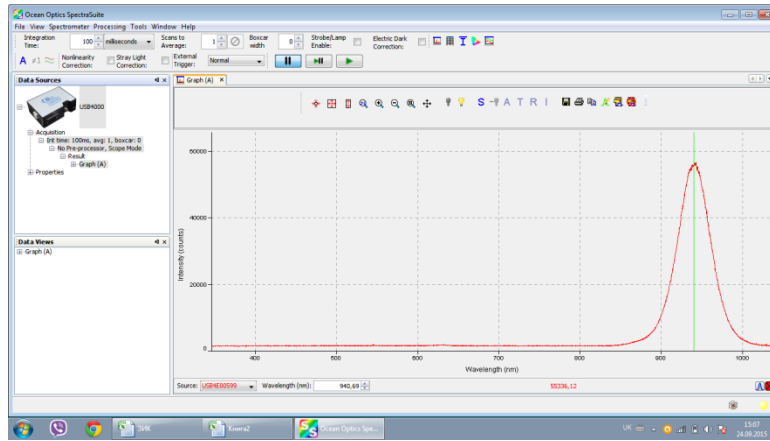 Ocean Optics SpectraSuite
File View Spectrometer Processing Tools Window Help
Integration Time: 100 milliseconds Scans to Average: 1 Boxcar width 0 Strobe/Lamp Enable: Electric Dark Correction:
A ≠1 Nonlinearity Correction: Stray Light Correction: External Trigger: Normal
Data Sources
Graph (A)
USB4000
S A T R I
Acquisition
Int time: 100ms, avg: 1, boxcar: 0
No Pre-processor, Scope Mode
Result
Graph (A)
Properties
Data Views
Graph (A)
Intensity (counts)
60000
40000
20000
0
400 500 600 700 800 900 1000
Wavelength (nm)
Source: USB4E00599 Wavelength (nm): 940,69 55336,12
ЗИК
Книга2
Ocean Optics Spe...
UK
15:07
24.09.2015